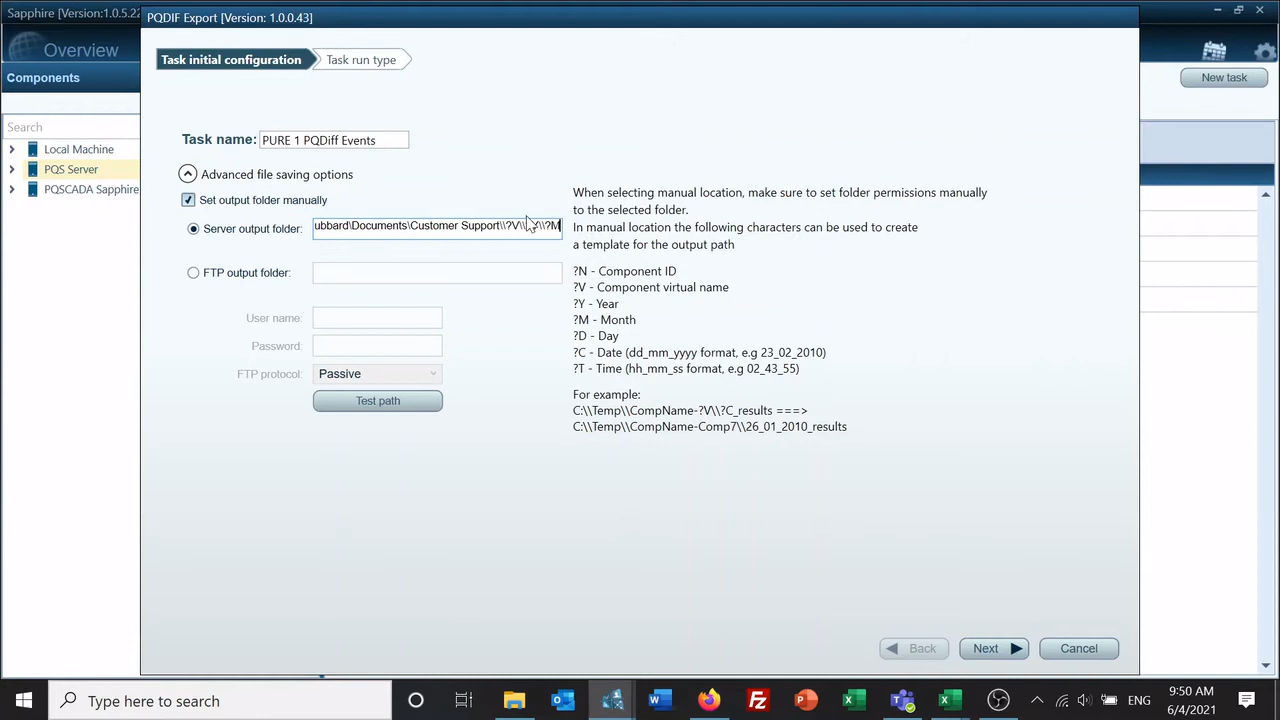 Sapphire [Version: 1.0.5.22
PQDIF Export [Version: 1.0.0.43]
Overview
Task initial configuration
Task run type
Components
New task
Search
Local Machine
PQS Server
PQSCADA Sapphire
Task name:
PURE 1 PQDiff Events
Advanced file saving options
Set output folder manually
Server output folder:
ubbard\Documents\Customer Support\\?V\\ \\?M
FTP output folder:
User name:
Password:
FTP protocol:
Passive
Test path
When selecting manual location, make sure to set folder permissions manually
to the selected folder.
In manual location the following characters can be used to create
a template for the output path
?N - Component ID
?V - Component virtual name
?Y - Year
?M - Month
?D - Day
?C - Date (dd_mm_yyyy format, e.g 23_02_2010)
?T - Time (hh_mm_ss format, e.g 02_43_55)
For example:
C:\\Temp\\CompName-?V\\?C_results ===>
C:\\Temp\\CompName-Comp7\\26_01_2010_results
Back
Next
Cancel
Type here to search
ENG
9:50 AM
6/4/2021